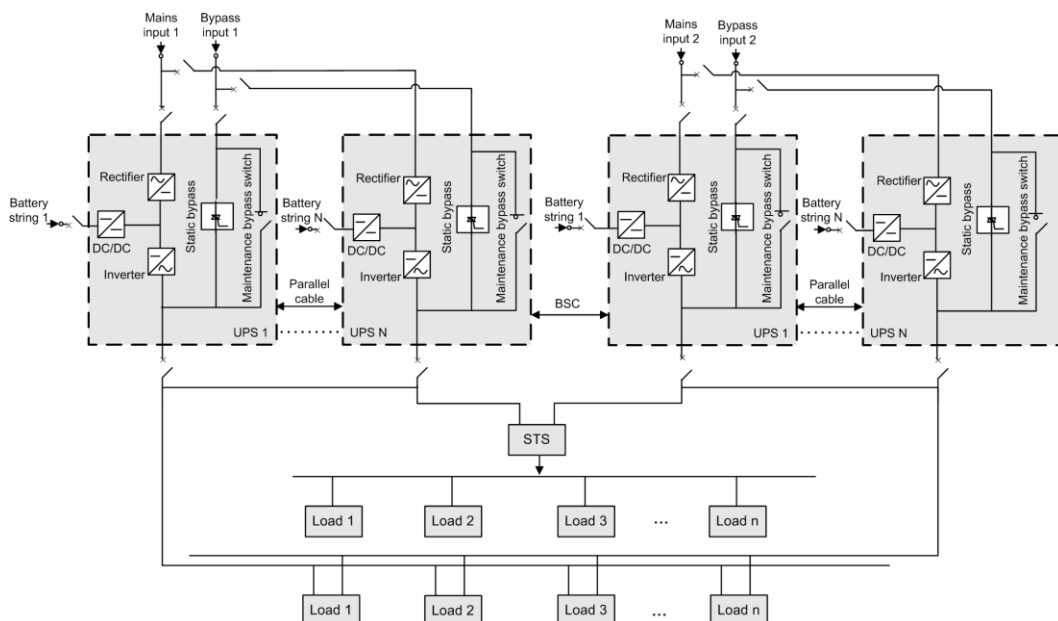 Mains
input 1
Bypass
input 1
Mains
input 2
Bypass
input 2
Rectifier
Static bypass
Maintenance bypass switch
Battery
string 1
DC/DC
Inverter
UPS 1
Parallel
cable
Rectifier
Static bypass
Maintenance bypass switch
Battery
string N
DC/DC
Inverter
UPS N
BSC
Rectifier
Static bypass
Maintenance bypass switch
Battery
string 1
DC/DC
Inverter
UPS 1
Parallel
cable
Rectifier
Static bypass
Maintenance bypass switch
Battery
string N
DC/DC
Inverter
UPS N
STS
Load 1
Load 2
Load 3
...
Load n
Load 1
Load 2
Load 3
...
Load n